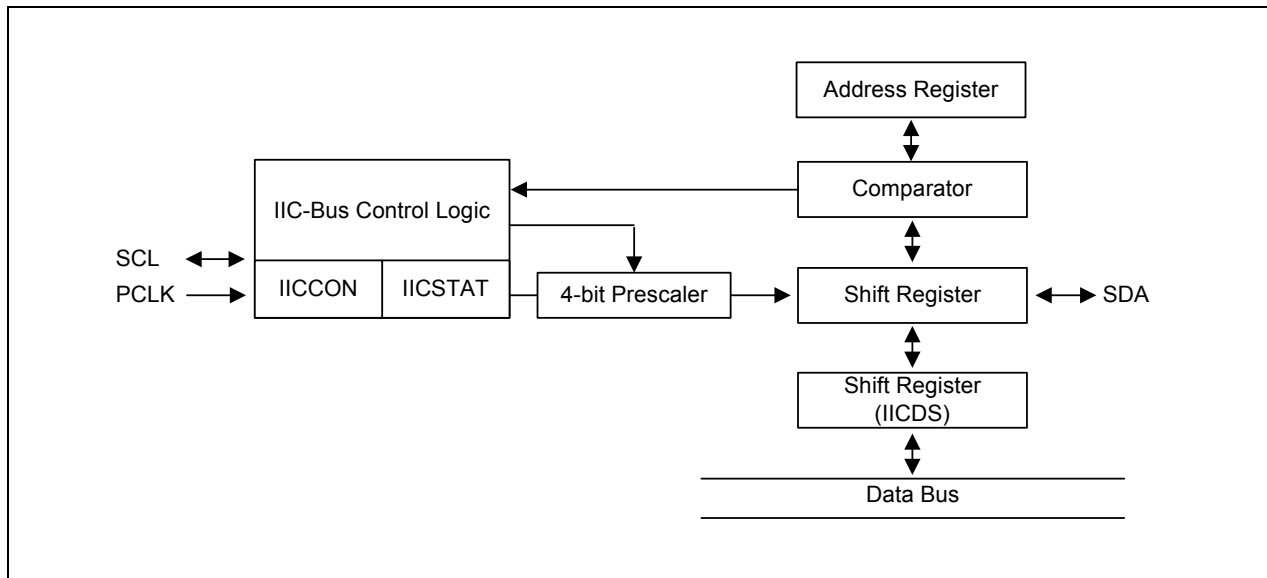 Address Register
Comparator
IIC-Bus Control Logic
SCL
PCLK
IICCON
IICSTAT
4-bit Prescaler
Shift Register
SDA
Shift Register
(IICDS)
Data Bus